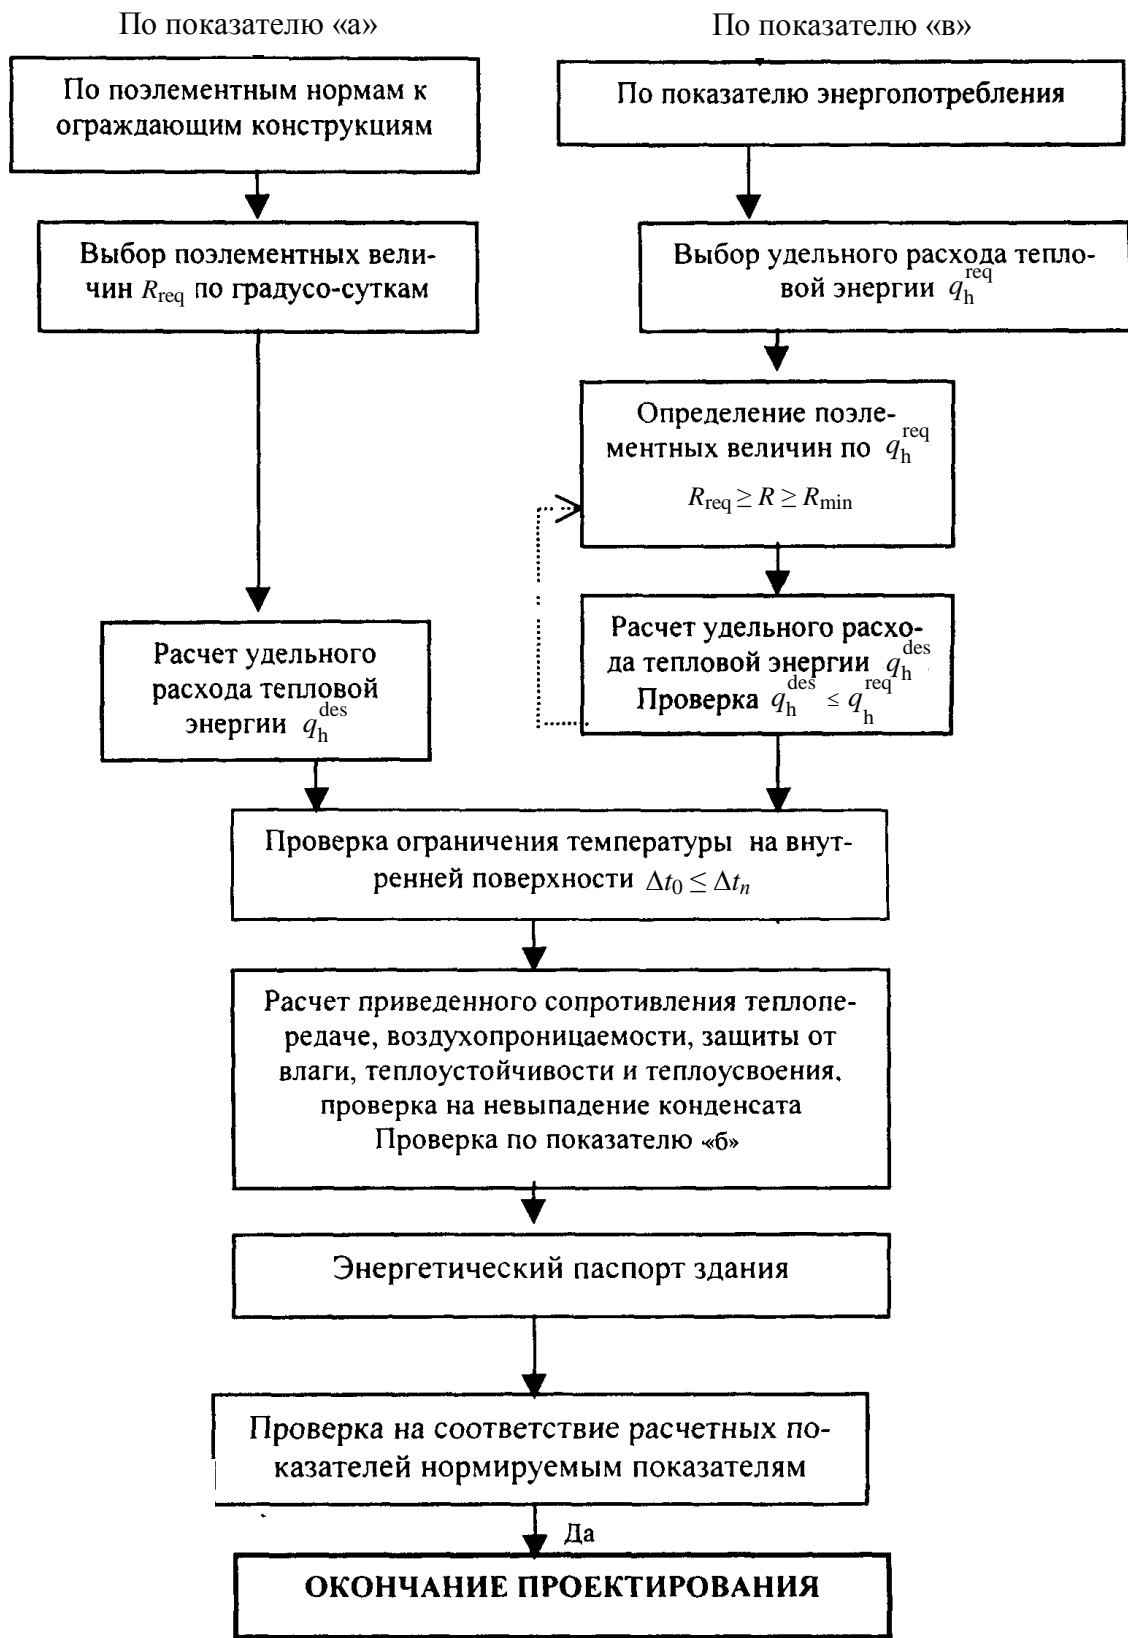 По показателю «а»
По показателю «в»
По поэлементным нормам к
ограждающим конструкциям
По показателю энергопотребления
Выбор поэлементных вели-
чин R_req по градусо-суткам
Выбор удельного расхода тепло-
вой энергии q_h^req
Определение поэле-
ментных величин по q_h^req
R_req ≥ R ≥ R_min
Расчет удельного
расхода тепловой
энергии q_h^des
Расчет удельного расхо-
да тепловой энергии q_h^des
Проверка q_h^des ≤ q_h^req
Проверка ограничения температуры на внут-
ренней поверхности Δt_0 ≤ Δt_n
Расчет приведенного сопротивления теплопе-
редаче, воздухопроницаемости, защиты от
влаги, теплоустойчивости и теплоусвоения,
проверка на невыпадение конденсата
Проверка по показателю «б»
Энергетический паспорт здания
Проверка на соответствие расчетных по-
казателей нормируемым показателям
Да
ОКОНЧАНИЕ ПРОЕКТИРОВАНИЯ